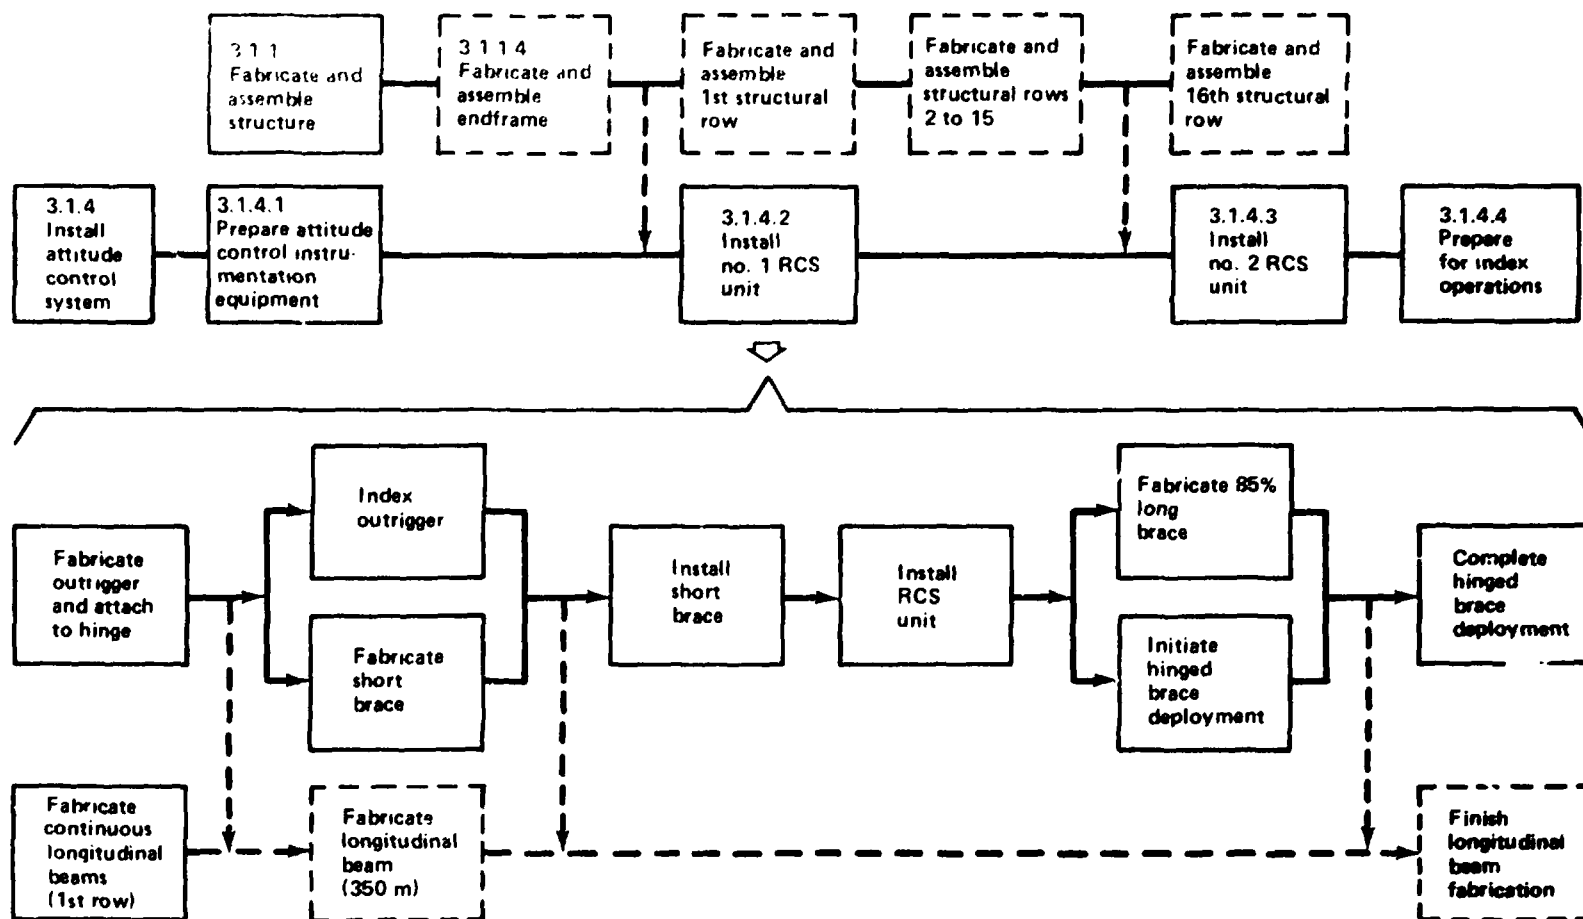 3.1.1
Fabricate and
assemble
structure
3.1.1.4
Fabricate and
assemble
endframe
Fabricate and
assemble
1st structural
row
Fabricate and
assemble
structural rows
2 to 15
Fabricate and
assemble
16th structural
row
3.1.4
Install
attitude
control
system
3.1.4.1
Prepare attitude
control instru-
mentation
equipment
3.1.4.2
Install
no. 1 RCS
unit
3.1.4.3
Install
no. 2 RCS
unit
3.1.4.4
Prepare
for index
operations
Fabricate
outrigger
and attach
to hinge
Index
outrigger
Fabricate
short
brace
Install
short
brace
Install
RCS
unit
Fabricate 85%
long
brace
Initiate
hinged
brace
deployment
Complete
hinged
brace
deployment
Fabricate
continuous
longitudinal
beams
(1st row)
Fabricate
longitudinal
beam
(350 m)
Finish
longitudinal
beam
fabrication